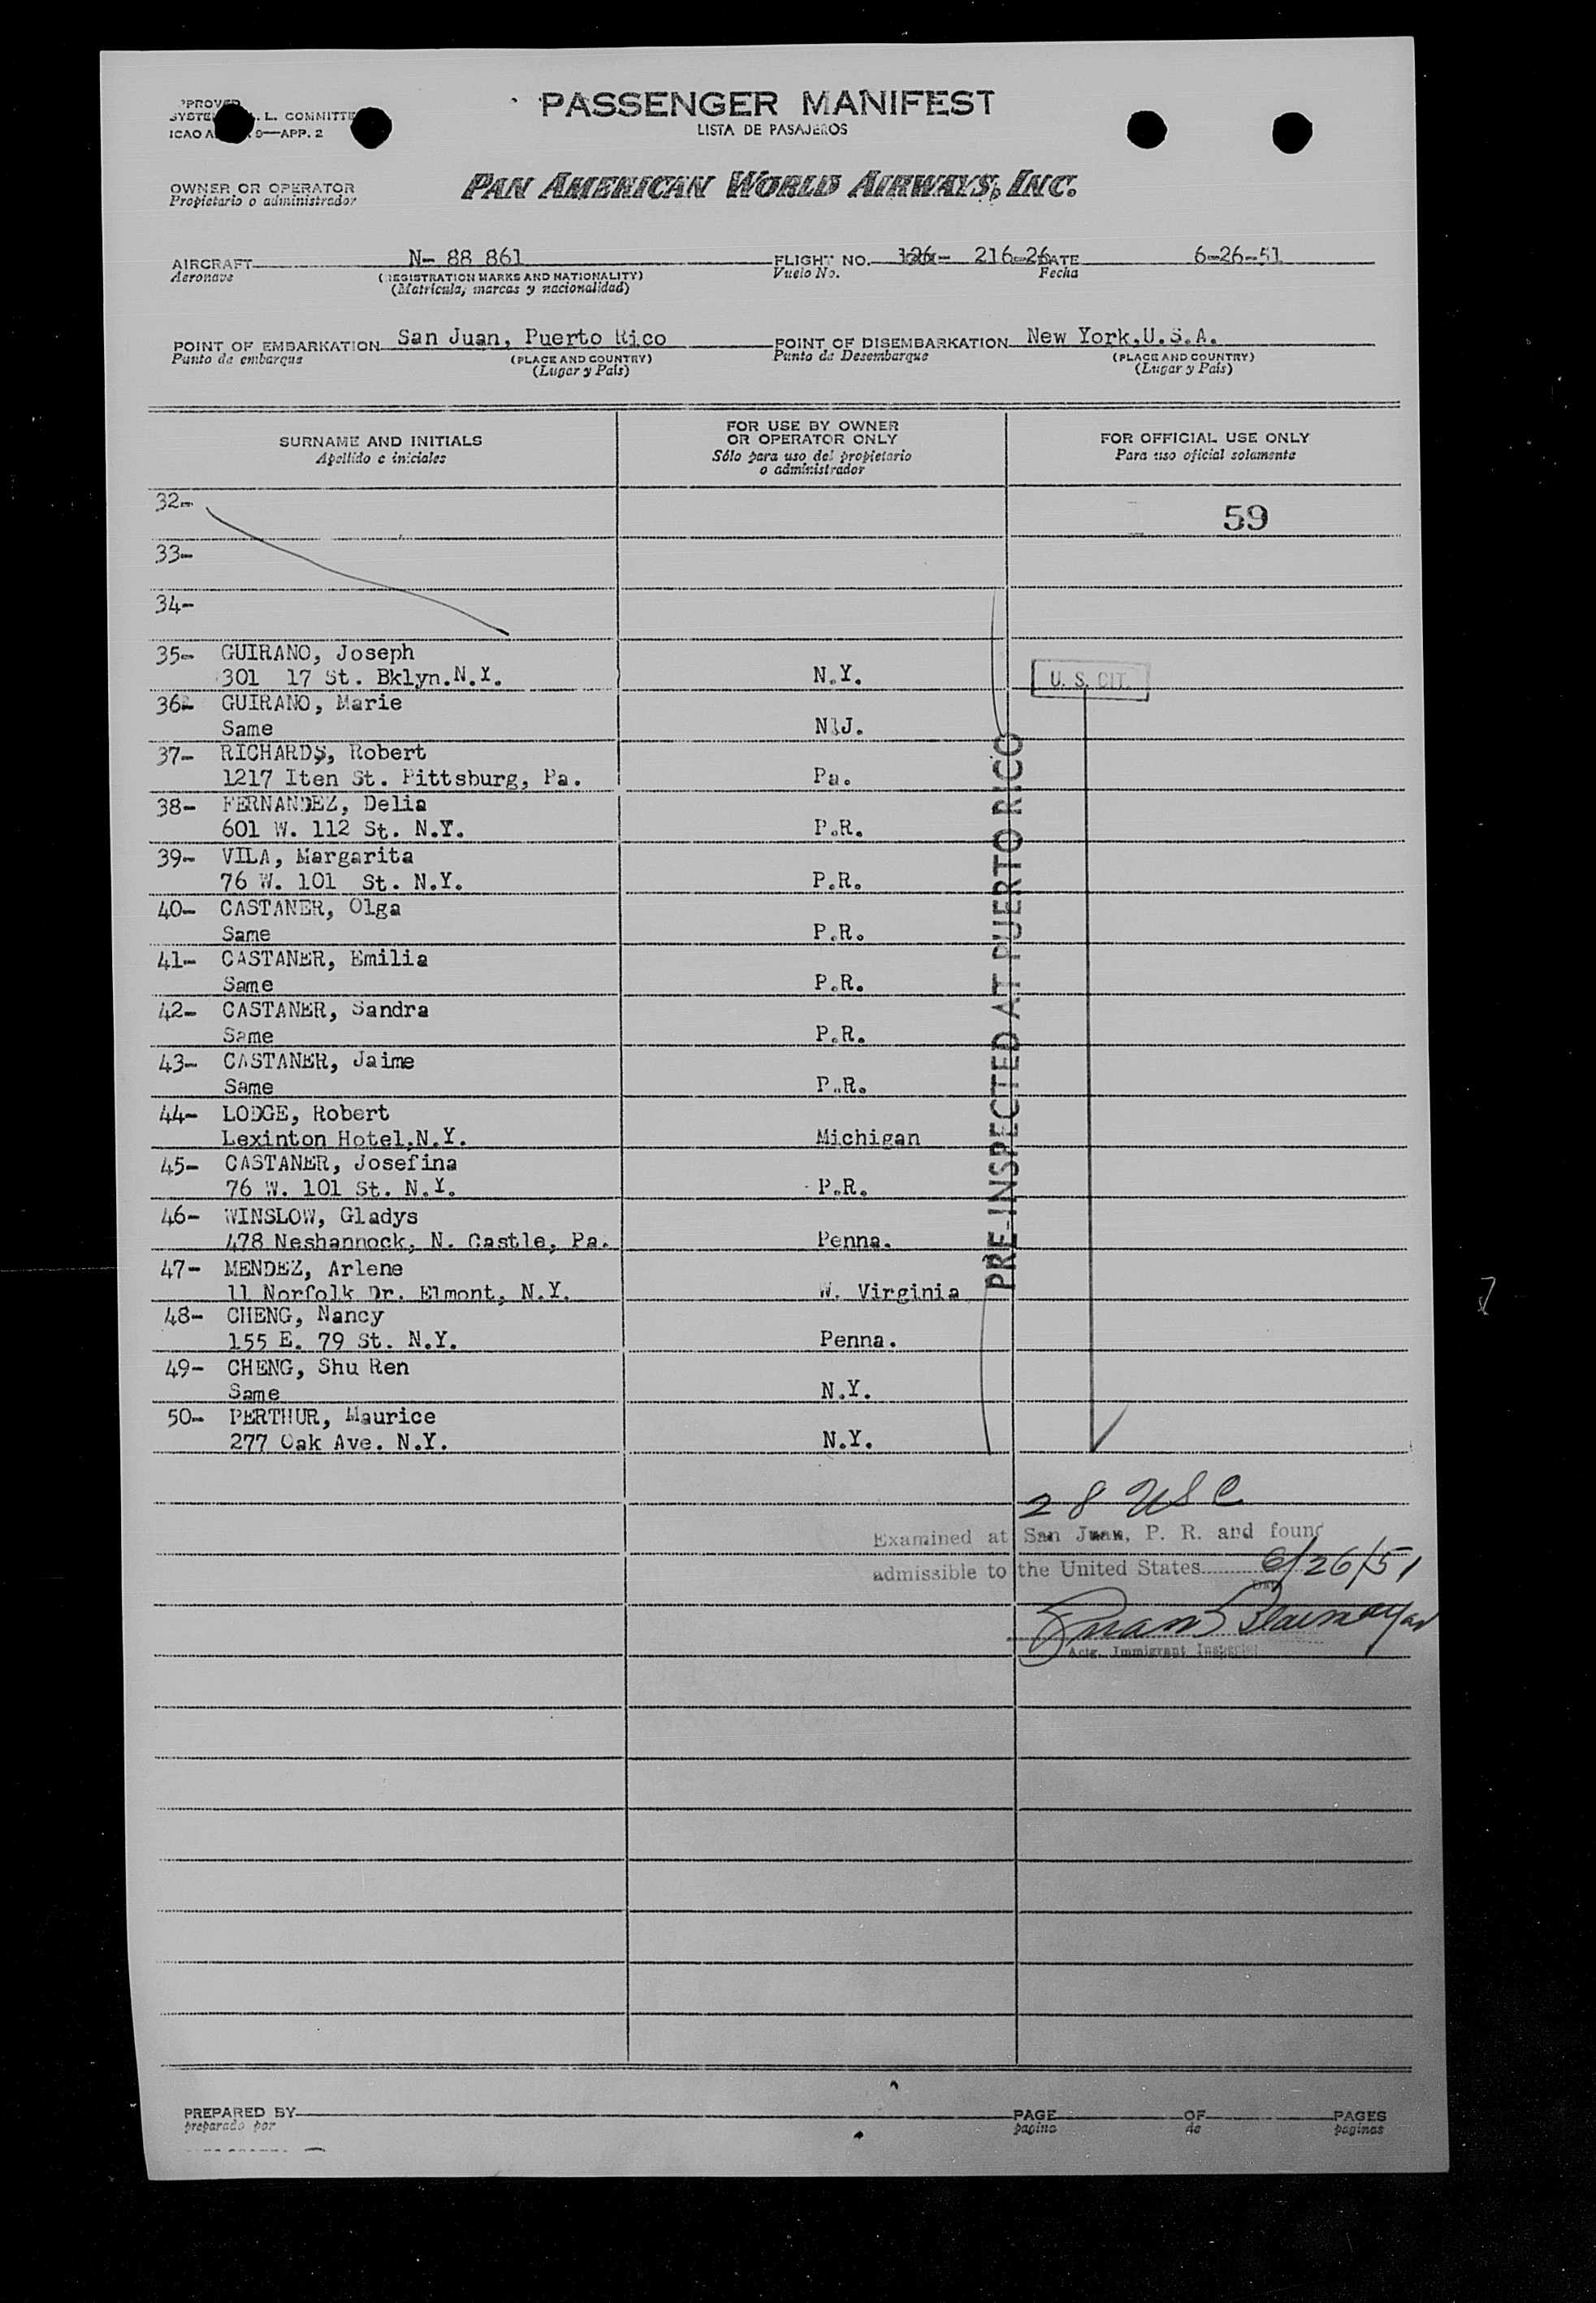 PASSENGER MANIFEST
LISTA DE PASAJEROS
L. COMMITTE
ICAO A 9—APP. 2
OWNER OR OPERATOR
Propietario o administrador
PAN AMERICAN WORLD AIRWAYS, INC.
AIRCRAFT N- 88 861 FLIGHT NO. 126- 216-26 DATE 6-26-51
Aeronave (REGISTRATION MARKS AND NATIONALITY) Vuelo No. Fecha
(Matricula, marcas y nacionalidad)
POINT OF EMBARKATION San Juan, Puerto Rico POINT OF DISEMBARKATION New York,U.S.A.
Punto de embarque (PLACE AND COUNTRY) Punto de Desembarque (PLACE AND COUNTRY)
(Lugar y País) (Lugar y País)
SURNAME AND INITIALS FOR USE BY OWNER OR OPERATOR ONLY FOR OFFICIAL USE ONLY
Apellido e iniciales Sólo para uso del propietario o administrador Para uso oficial solamente
32-
59
33-
34-
35- GUIRANO, Joseph
301 17 St. Bklyn.N.Y. N.Y. U. S. CIT.
36- GUIRANO, Marie
Same N.J.
37- RICHARDS, Robert
1217 Iten St. Pittsburg, Pa. Pa.
38- FERNANDEZ, Delia
601 W. 112 St. N.Y. P.R.
39- VILA, Margarita
76 W. 101 St. N.Y. P.R.
40- CASTANER, Olga
Same P.R.
41- CASTANER, Emilia
Same P.R.
42- CASTANER, Sandra
Same P.R.
43- CASTANER, Jaime
Same P.R.
44- LODGE, Robert
Lexinton Hotel.N.Y. Michigan
45- CASTANER, Josefina
76 W. 101 St. N.Y. P.R.
46- WINSLOW, Gladys
478 Neshannock, N. Castle, Pa. Penna.
47- MENDEZ, Arlene
11 Norfolk Dr. Elmont, N.Y. W. Virginia
48- CHENG, Nancy
155 E. 79 St. N.Y. Penna.
49- CHENG, Shu Ren
Same N.Y.
50- PERTHUR, Maurice
277 Oak Ave. N.Y. N.Y.
PRE-INSPECTED AT PUERTO RICO
28 USC
Examined at San Juan, P. R. and found
admissible to the United States 6/26/51
Actg. Immigrant Inspector
PREPARED BY PAGE OF PAGES
preparado por pagina de paginas